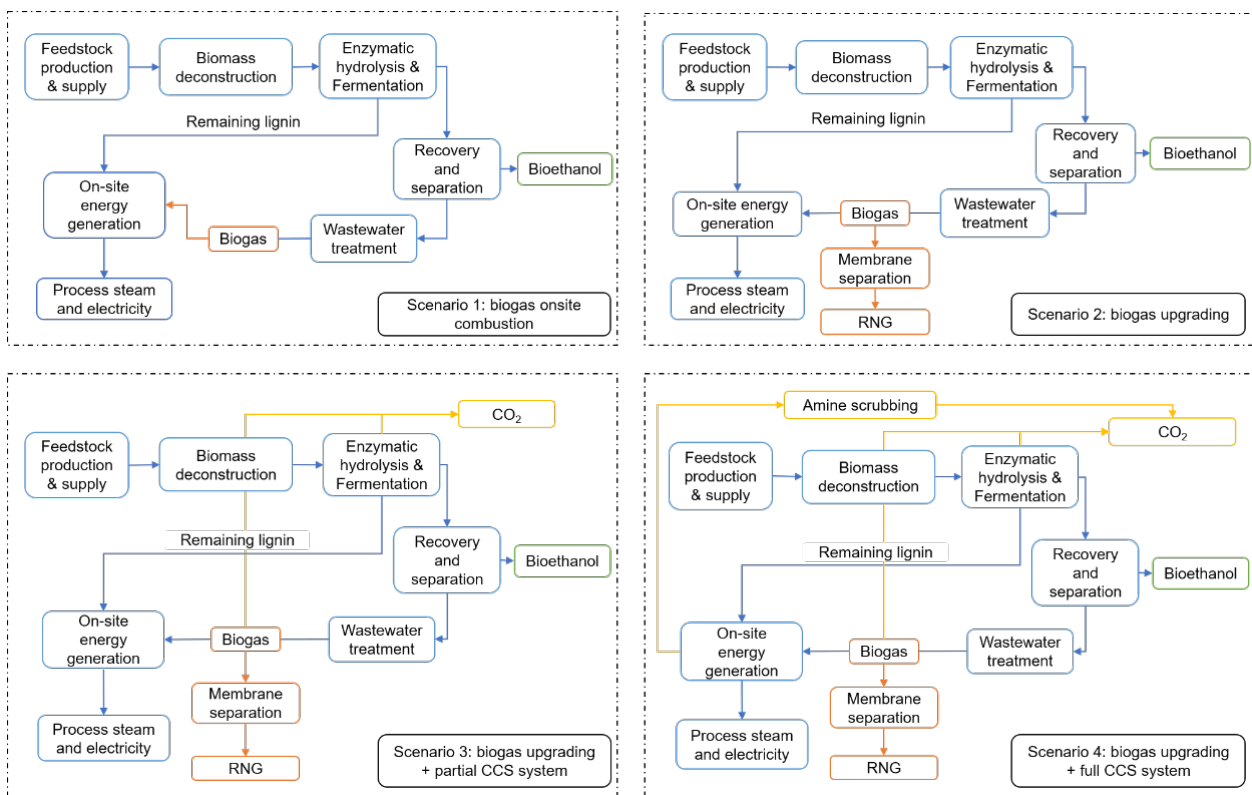 Feedstock
production
& supply
Biomass
deconstruction
Enzymatic
hydrolysis &
Fermentation
Remaining lignin
Recovery
and
separation
Bioethanol
On-site
energy
generation
Biogas
Wastewater
treatment
Process steam
and electricity
Scenario 1: biogas onsite
combustion
Feedstock
production
& supply
Biomass
deconstruction
Enzymatic
hydrolysis &
Fermentation
Remaining lignin
Recovery
and
separation
Bioethanol
On-site energy
generation
Biogas
Wastewater
treatment
Membrane
separation
Process steam
and electricity
RNG
Scenario 2: biogas upgrading
CO₂
Feedstock
production
& supply
Biomass
deconstruction
Enzymatic
hydrolysis &
Fermentation
Remaining lignin
Recovery
and
separation
Bioethanol
On-site
energy
generation
Biogas
Wastewater
treatment
Membrane
separation
Process steam
and electricity
RNG
Scenario 3: biogas upgrading
+ partial CCS system
Amine scrubbing
CO₂
Feedstock
production
& supply
Biomass
deconstruction
Enzymatic
hydrolysis &
Fermentation
Remaining lignin
Recovery
and
separation
Bioethanol
On-site
energy
generation
Biogas
Wastewater
treatment
Membrane
separation
Process steam
and electricity
RNG
Scenario 4: biogas upgrading
+ full CCS system